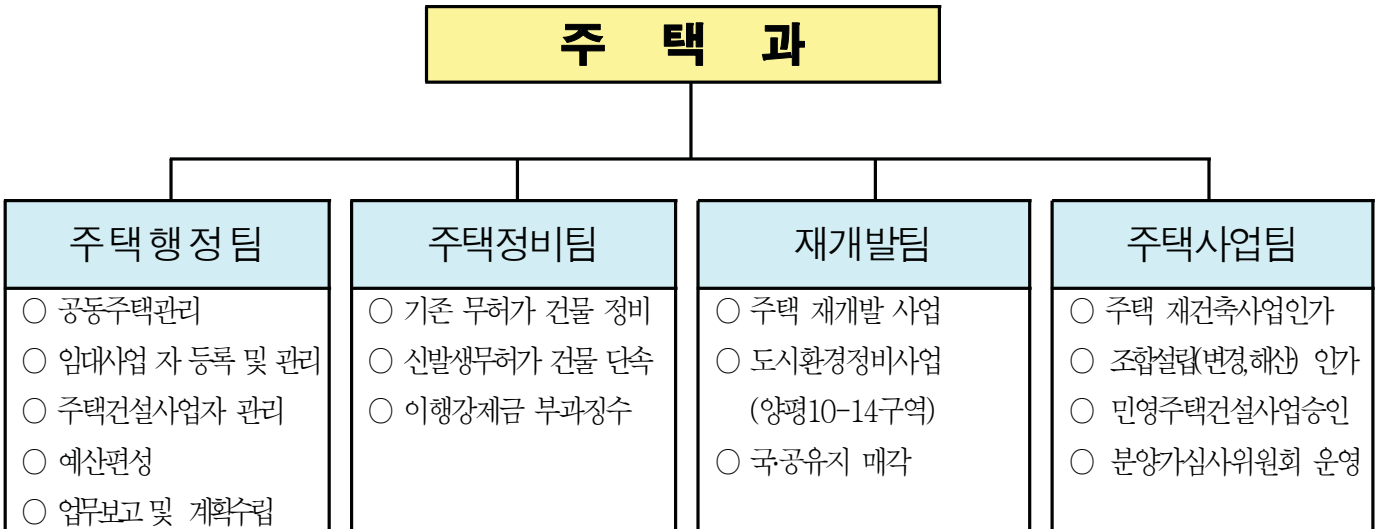 주 택 과
주택행정팀
○ 공동주택관리
○ 임대사업 자 등록 및 관리
○ 주택건설사업자 관리
○ 예산편성
○ 업무보고 및 계획수립
주택정비팀
○ 기존 무허가 건물 정비
○ 신발생무허가 건물 단속
○ 이행강제금 부과징수
재개발팀
○ 주택 재개발 사업
○ 도시환경정비사업
(양평10-14구역)
○ 국·공유지 매각
주택사업팀
○ 주택 재건축사업인가
○ 조합설립(변경,해산) 인가
○ 민영주택건설사업승인
○ 분양가심사위원회 운영